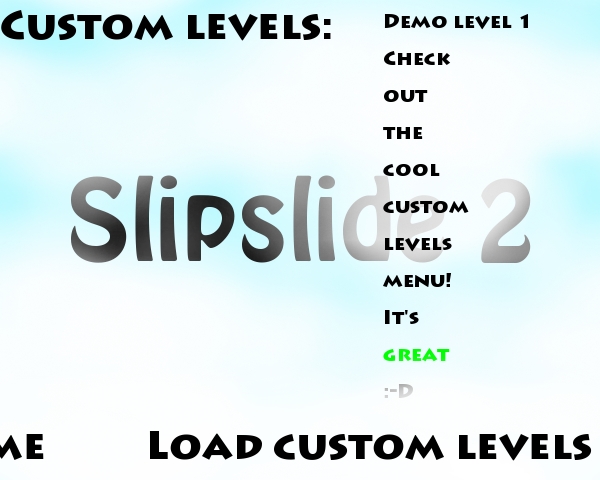 Custom levels:
Demo level 1
Check
out
the
cool
custom
levels
menu!
It's
great
:-D
Slipslide 2
me
Load custom levels